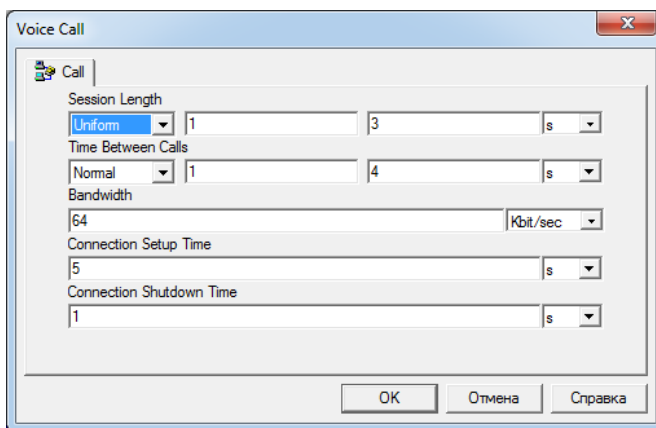 Voice Call
Call
Session Length
Uniform 1 3 s
Time Between Calls
Normal 1 4 s
Bandwidth
64 Kbit/sec
Connection Setup Time
5 s
Connection Shutdown Time
1 s
OK Отмена Справка